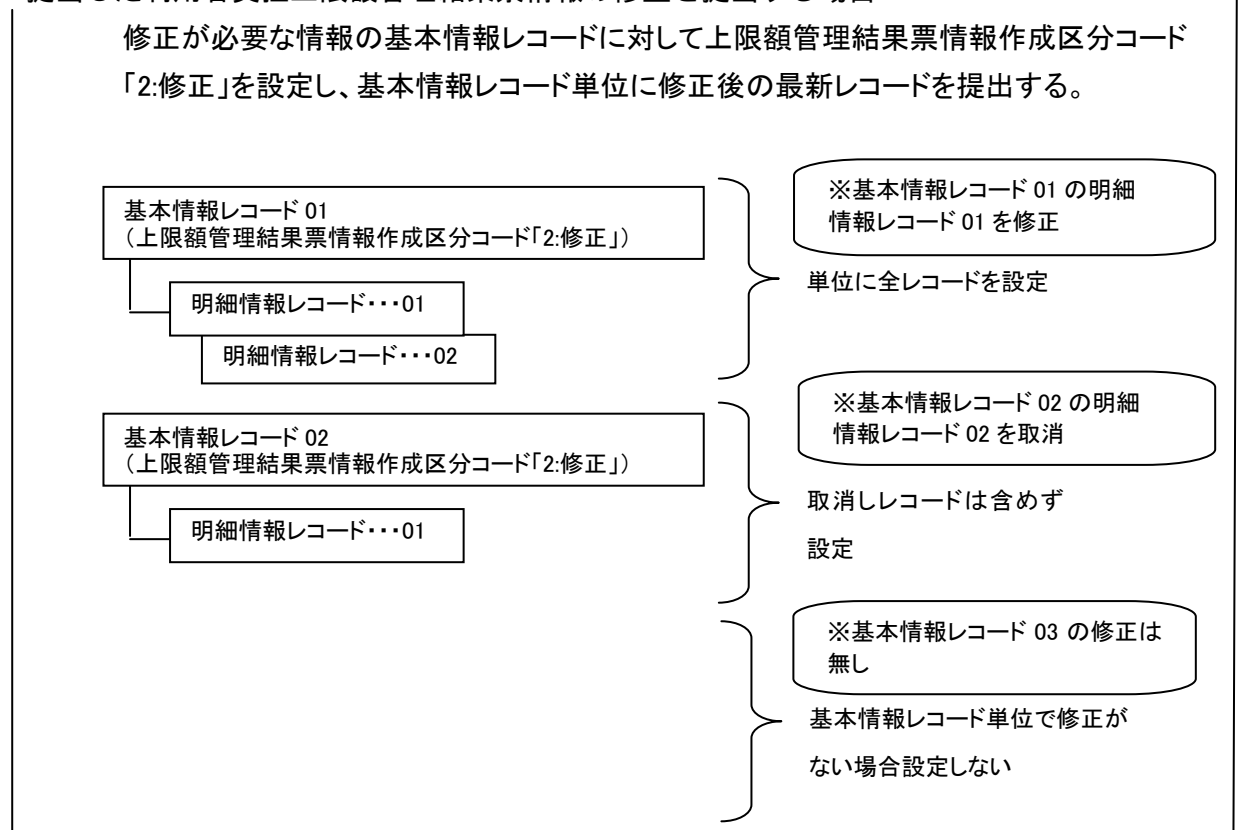 修正が必要な情報の基本情報レコードに対して上限額管理結果票情報作成区分コード
「2:修正」を設定し、基本情報レコード単位に修正後の最新レコードを提出する。
基本情報レコード 01
（上限額管理結果票情報作成区分コード「2:修正」）
明細情報レコード・・・01
明細情報レコード・・・02
※基本情報レコード 01 の明細
情報レコード 01 を修正
単位に全レコードを設定
基本情報レコード 02
（上限額管理結果票情報作成区分コード「2:修正」）
明細情報レコード・・・01
※基本情報レコード 02 の明細
情報レコード 02 を取消
取消しレコードは含めず
設定
※基本情報レコード 03 の修正は
無し
基本情報レコード単位で修正が
ない場合設定しない